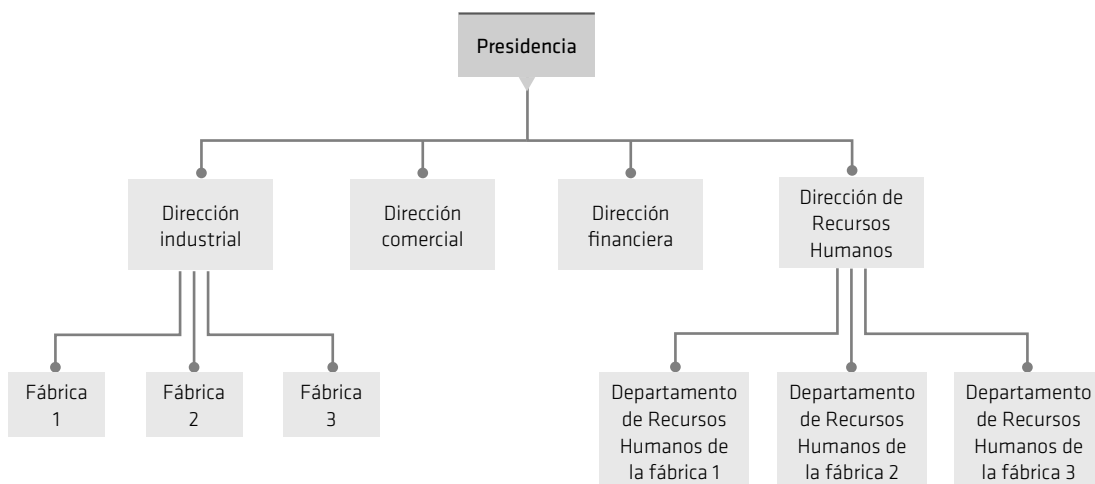 Presidencia
Dirección
industrial
Dirección
comercial
Dirección
financiera
Dirección de
Recursos
Humanos
Fábrica
1
Fábrica
2
Fábrica
3
Departamento
de Recursos
Humanos de
la fábrica 1
Departamento
de Recursos
Humanos de
la fábrica 2
Departamento
de Recursos
Humanos de
la fábrica 3